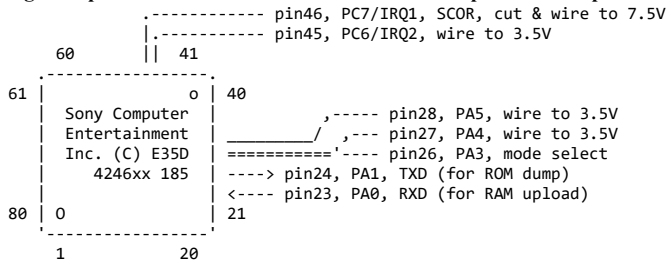 .------------ pin46, PC7/IRQ1, SCOR, cut & wire to 7.5V
|.----------- pin45, PC6/IRQ2, wire to 3.5V
60 || 41
.-----------------.
61 | o | 40
| Sony Computer | ,----- pin28, PA5, wire to 3.5V
| Entertainment | _________/ ,--- pin27, PA4, wire to 3.5V
| Inc. (C) E35D | ==========='---- pin26, PA3, mode select
| 4246xx 185 | ----> pin24, PA1, TXD (for ROM dump)
| | <---- pin23, PA0, RXD (for RAM upload)
80 | O | 21
'-----------------'
1 20